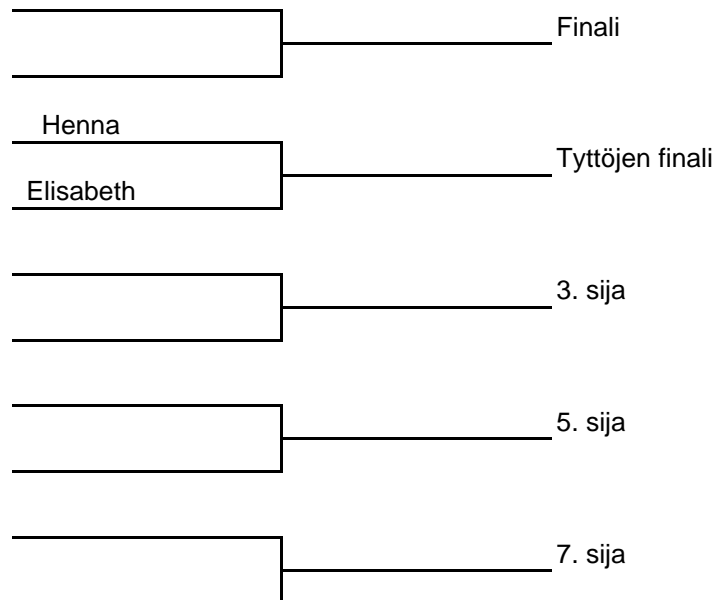 Finali
Henna
Tyttöjen finali
Elisabeth
3. sija
5. sija
7. sija